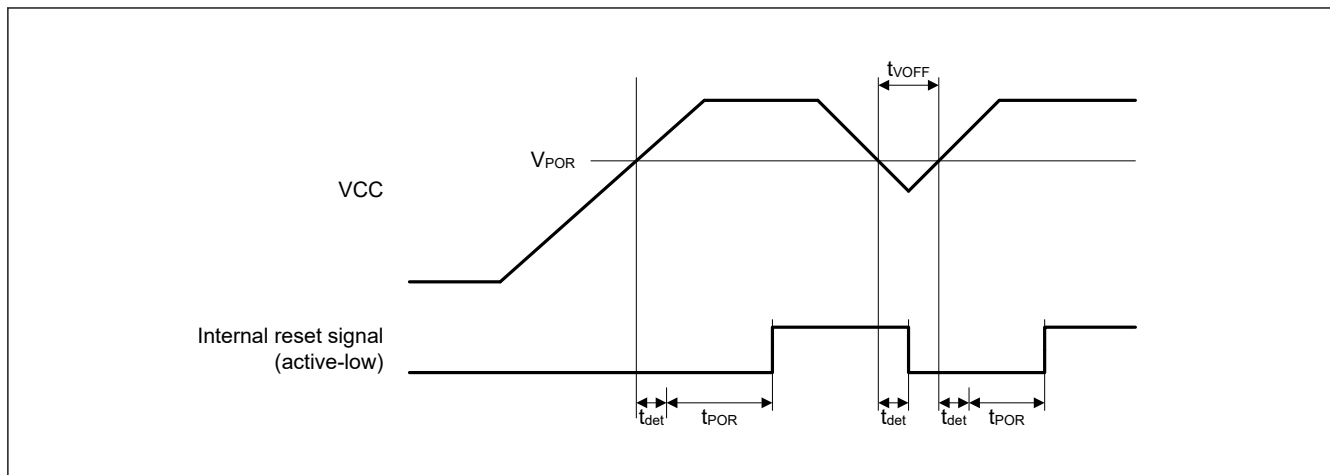 tVOFF
VPOR
VCC
Internal reset signal
(active-low)
tdet
tPOR
tdet
tdet
tPOR